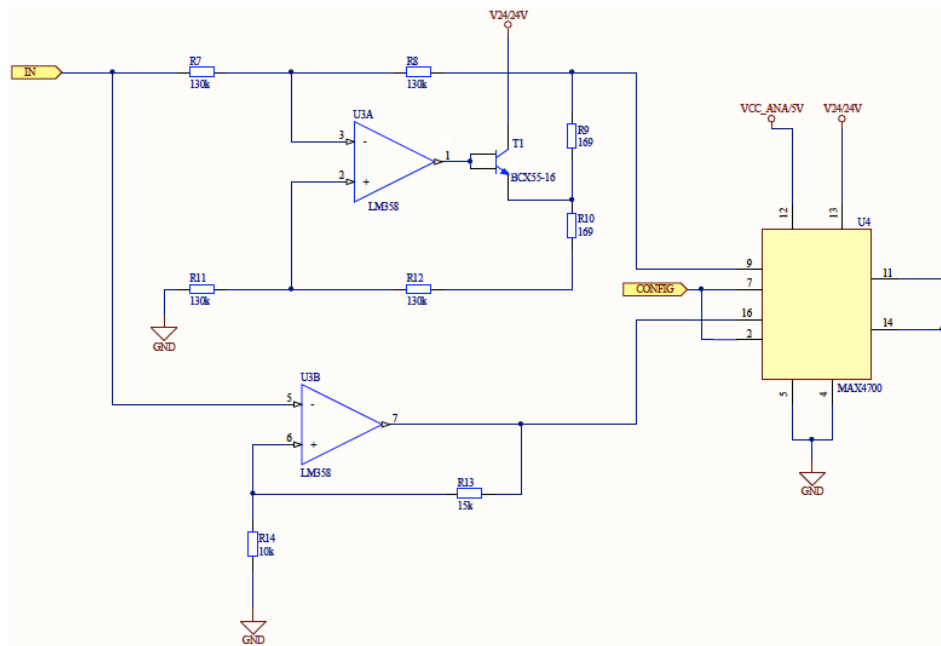 V24/24V
IN
R7
130k
R8
130k
U3A
3
-
2
+
1
LM358
T1
BCX55-16
R9
169
R10
169
VCC_ANA/5V
V24/24V
12
13
U4
R11
130k
R12
130k
GND
CONFIG
9
7
16
2
11
14
5
4
MAX4700
GND
U3B
5
-
6
+
7
LM358
R13
15k
R14
10k
GND